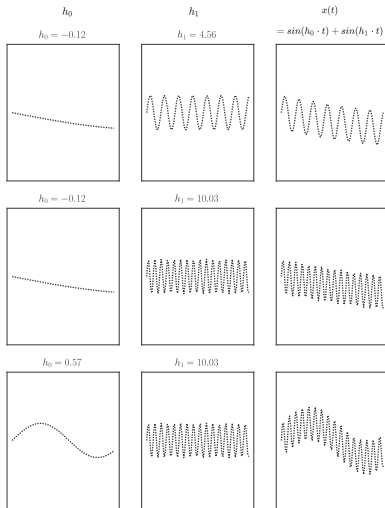 h₀ h₁ x(t)
= sin(h₀ · t) + sin(h₁ · t)
h₀ = −0.12 h₁ = 4.56
h₀ = −0.12 h₁ = 10.03
h₀ = 0.57 h₁ = 10.03